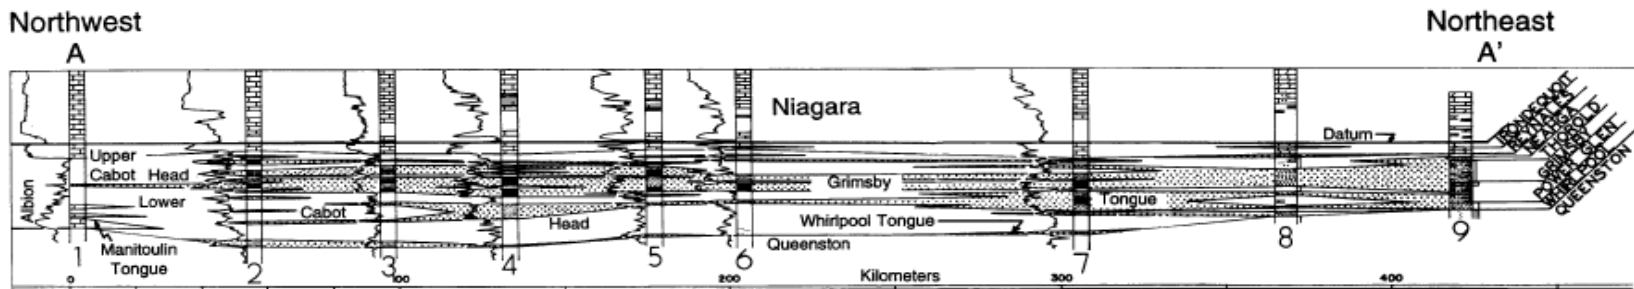 Northwest
A
Northeast
A'
Niagara
Datum
Albion
Upper
Cabot Head
Lower
Cabot
Head
Grimsby
Tongue
Whirlpool Tongue
Queenston
Manitoulin
Tongue
QUEENSTON
1
2
3
4
5
6
7
8
9
0
100
200
Kilometers
300
400